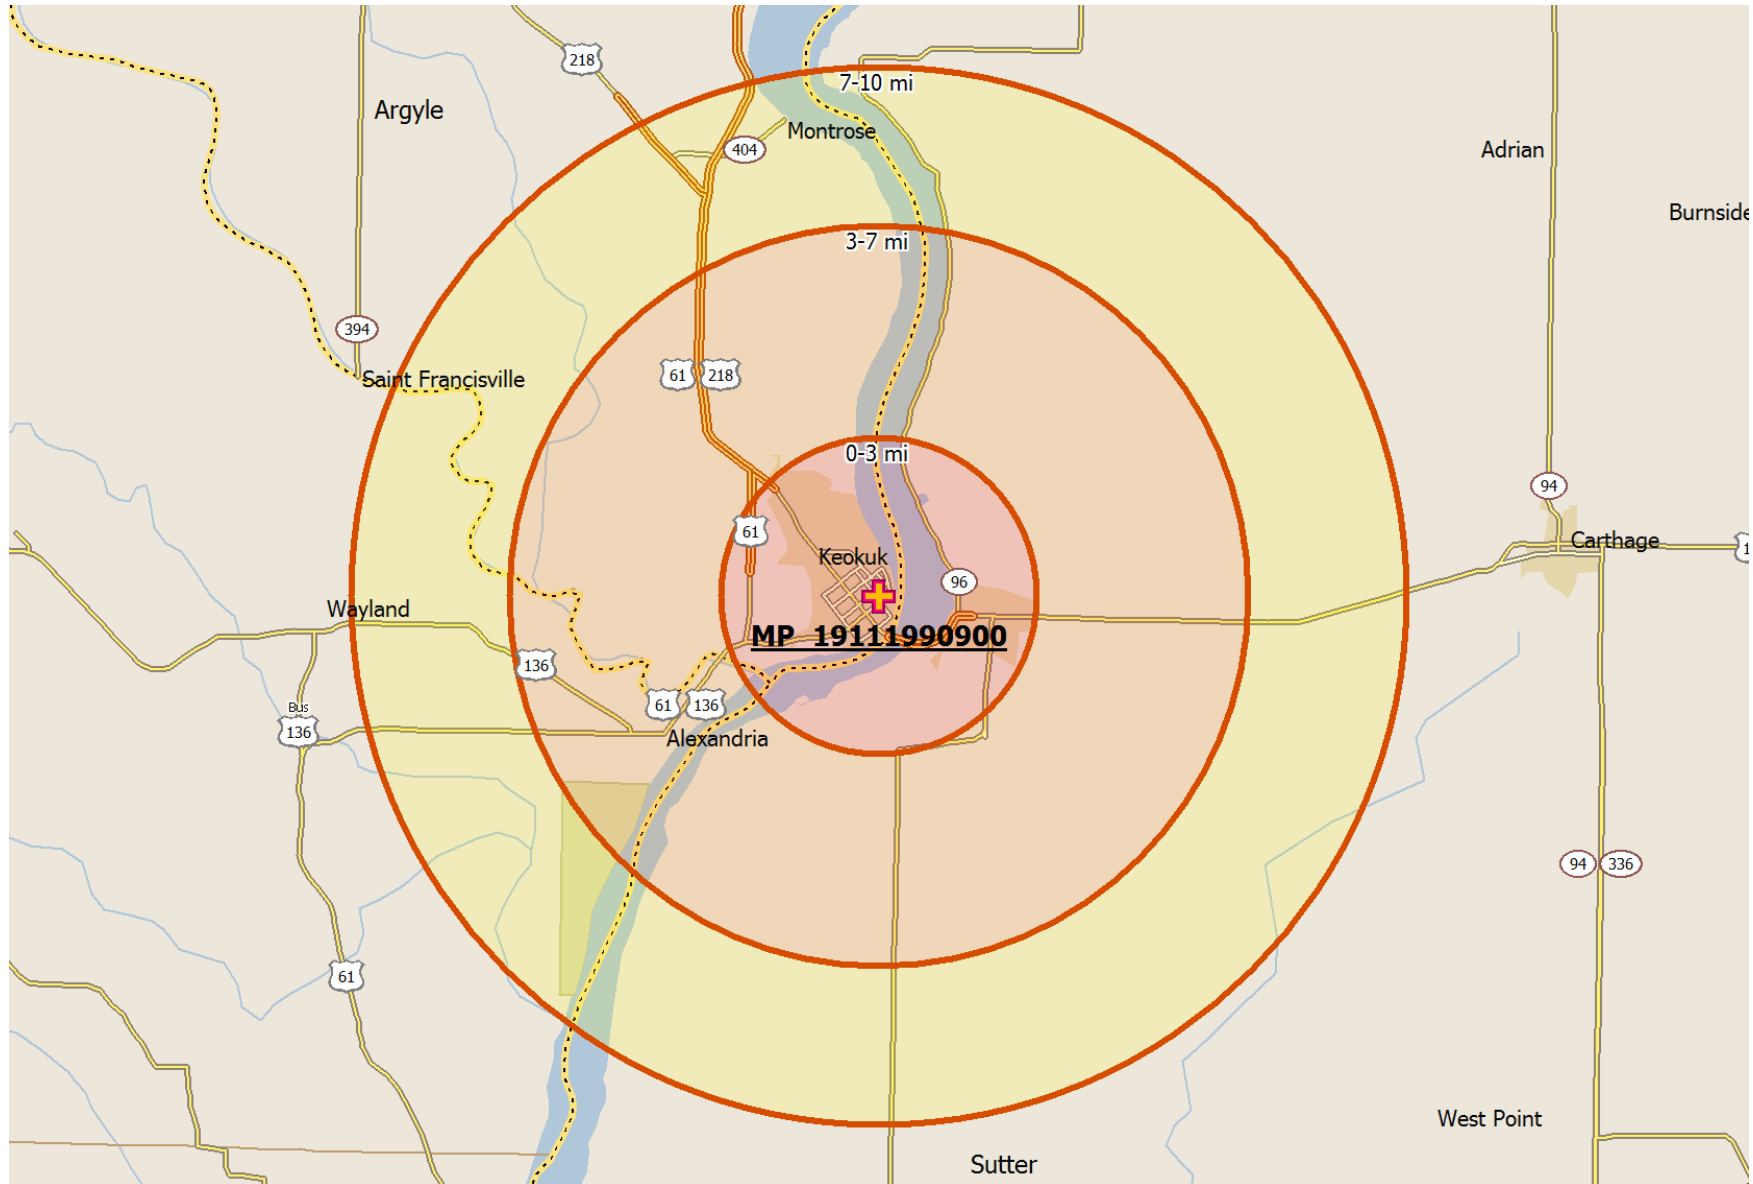 218
7-10 mi
Argyle
Montrose
404
Adrian
Burnside
3-7 mi
394
61
218
Saint Francisville
0-3 mi
94
61
Carthage
1
Keokuk
96
Wayland
MP 19111990900
136
61
136
Bus
136
Alexandria
94
336
61
West Point
Sutter